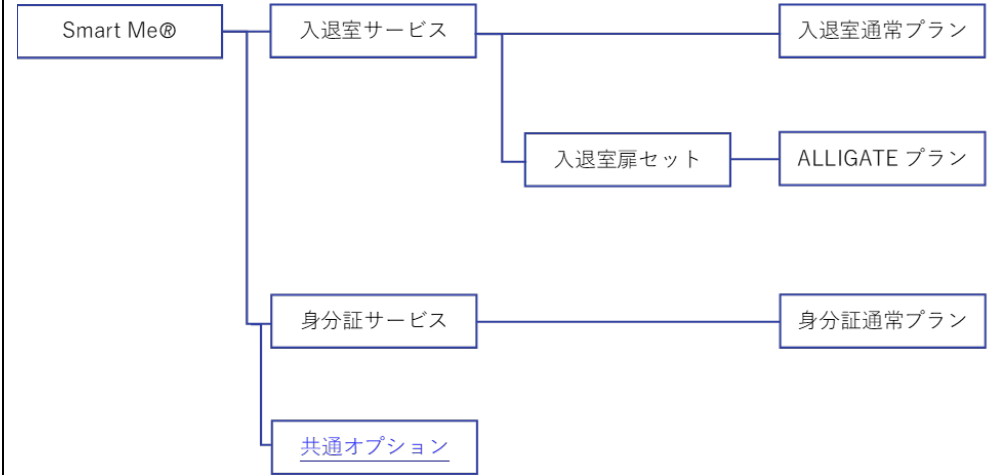 Smart Me®
入退室サービス
入退室通常プラン
入退室扉セット
ALLIGATE プラン
身分証サービス
身分証通常プラン
共通オプション